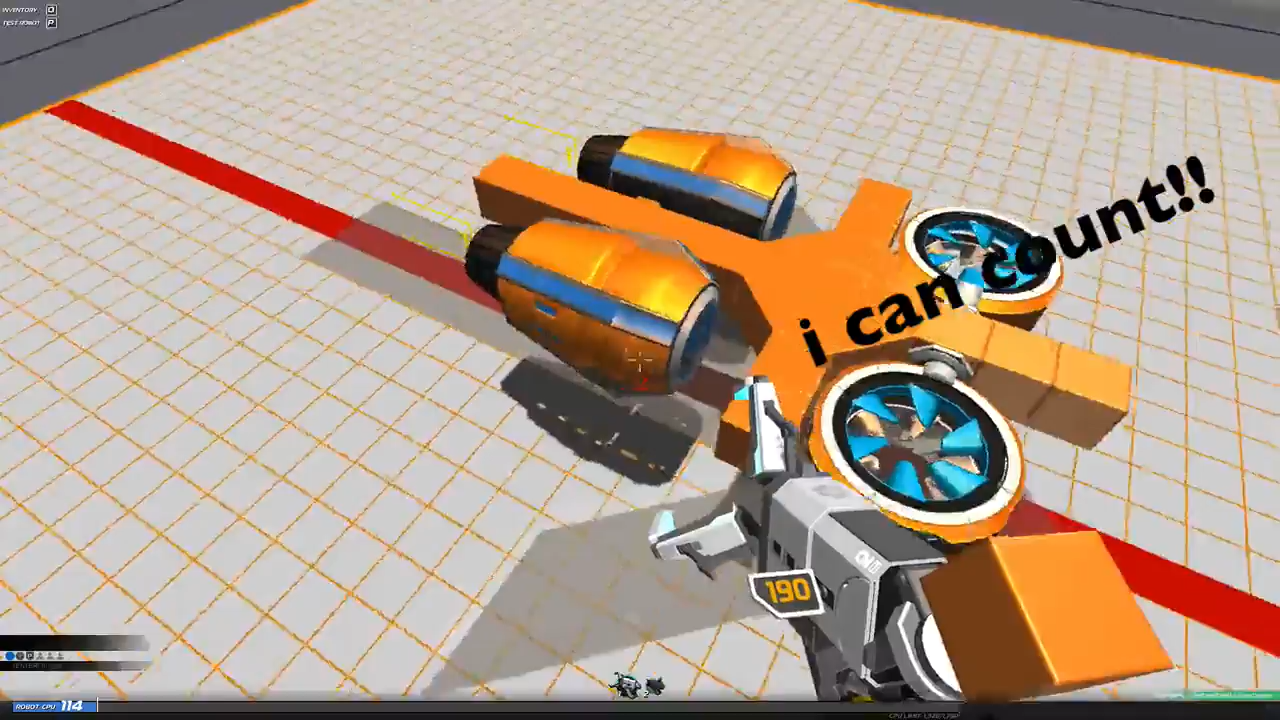 INVENTORY O
TEST ROBOT P
i can count!!
190
ROBOT CPU 114